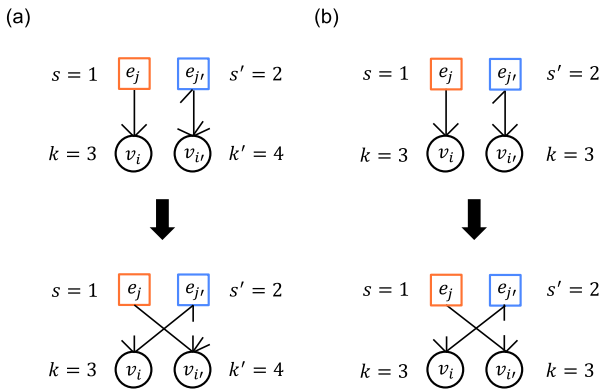 (a) (b)
s = 1 e_j e_j′ s′ = 2 s = 1 e_j e_j′ s′ = 2
k = 3 v_i v_i′ k′ = 4 k = 3 v_i v_i′ k = 3
s = 1 e_j e_j′ s′ = 2 s = 1 e_j e_j′ s′ = 2
k = 3 v_i v_i′ k′ = 4 k = 3 v_i v_i′ k = 3